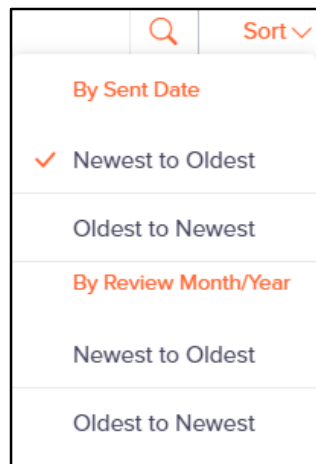 Sort
By Sent Date
Newest to Oldest
Oldest to Newest
By Review Month/Year
Newest to Oldest
Oldest to Newest